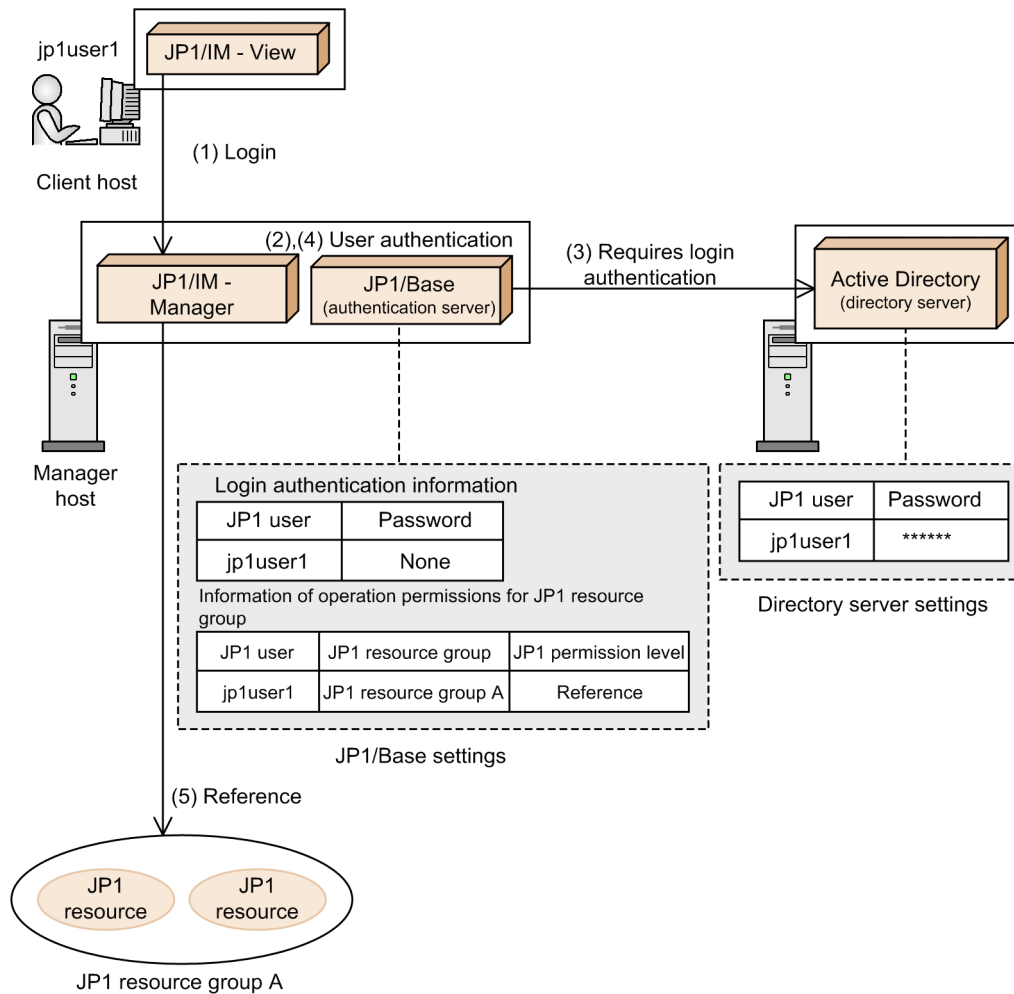 jp1user1
JP1/IM - View
(1) Login
Client host
(2),(4) User authentication
JP1/IM -
Manager
JP1/Base
(authentication server)
(3) Requires login
authentication
Active Directory
(directory server)
Manager
host
Login authentication information
JP1 user Password
jp1user1 None
Information of operation permissions for JP1 resource
group
JP1 user JP1 resource group JP1 permission level
jp1user1 JP1 resource group A Reference
JP1/Base settings
JP1 user Password
jp1user1 ******
Directory server settings
(5) Reference
JP1
resource
JP1
resource
JP1 resource group A